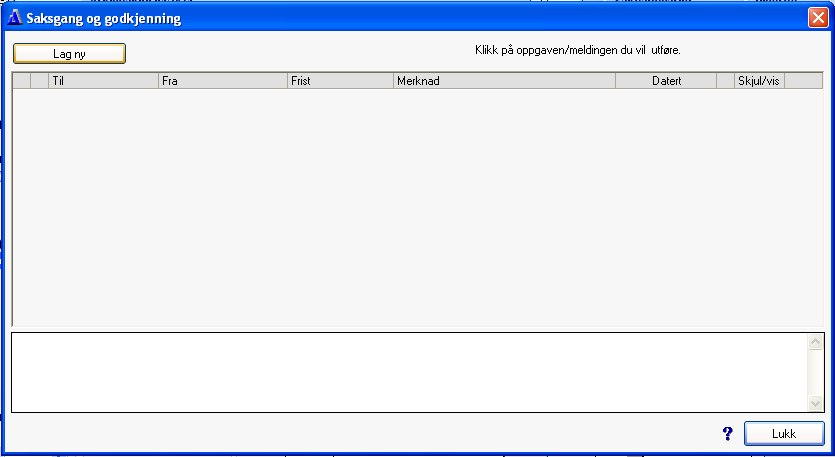 Saksgang og godkjenning
Lag ny
Klikk på oppgaven/meldingen du vil utføre.
Til Fra Frist Merknad Datert Skjul/vis
? Lukk